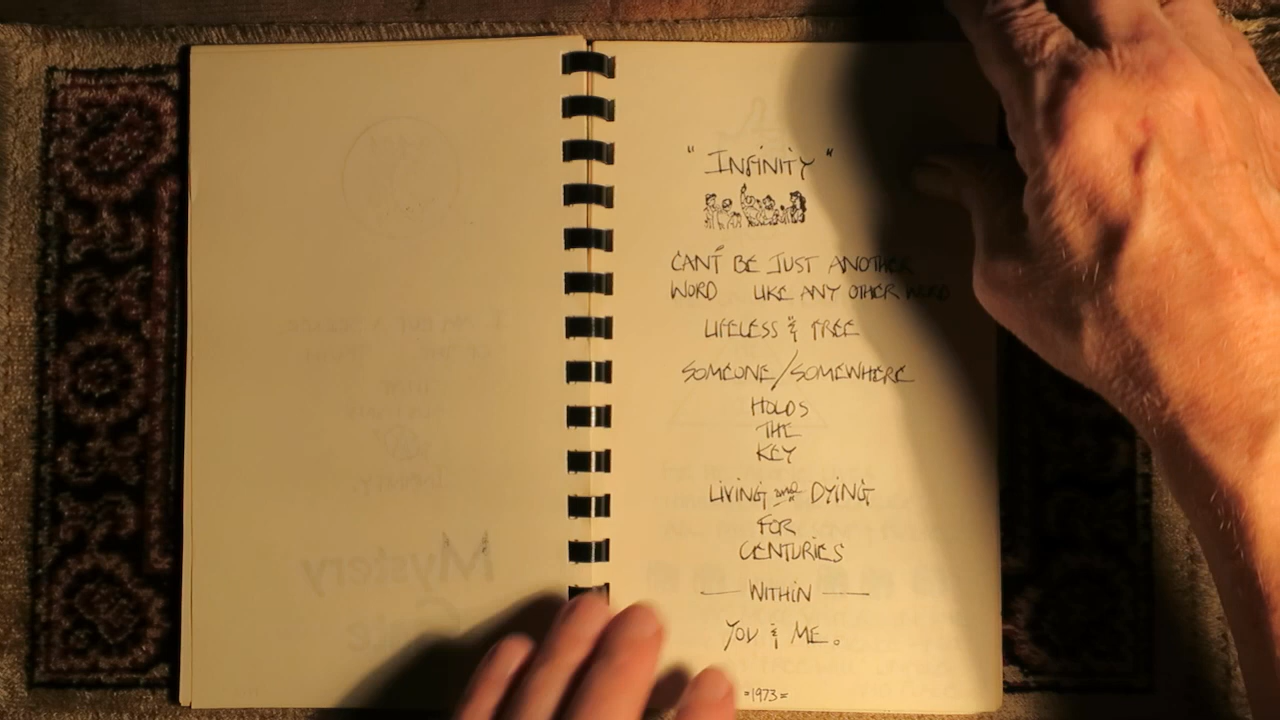 "INFINITY"
CAN'T BE JUST ANOTHER
WORD LIKE ANY OTHER WORD
LIFELESS & FREE
SOMEONE/SOMEWHERE
HOLDS
THE
KEY
LIVING and DYING
FOR
CENTURIES
— WITHIN —
YOU & ME.
=1973=
Mystery